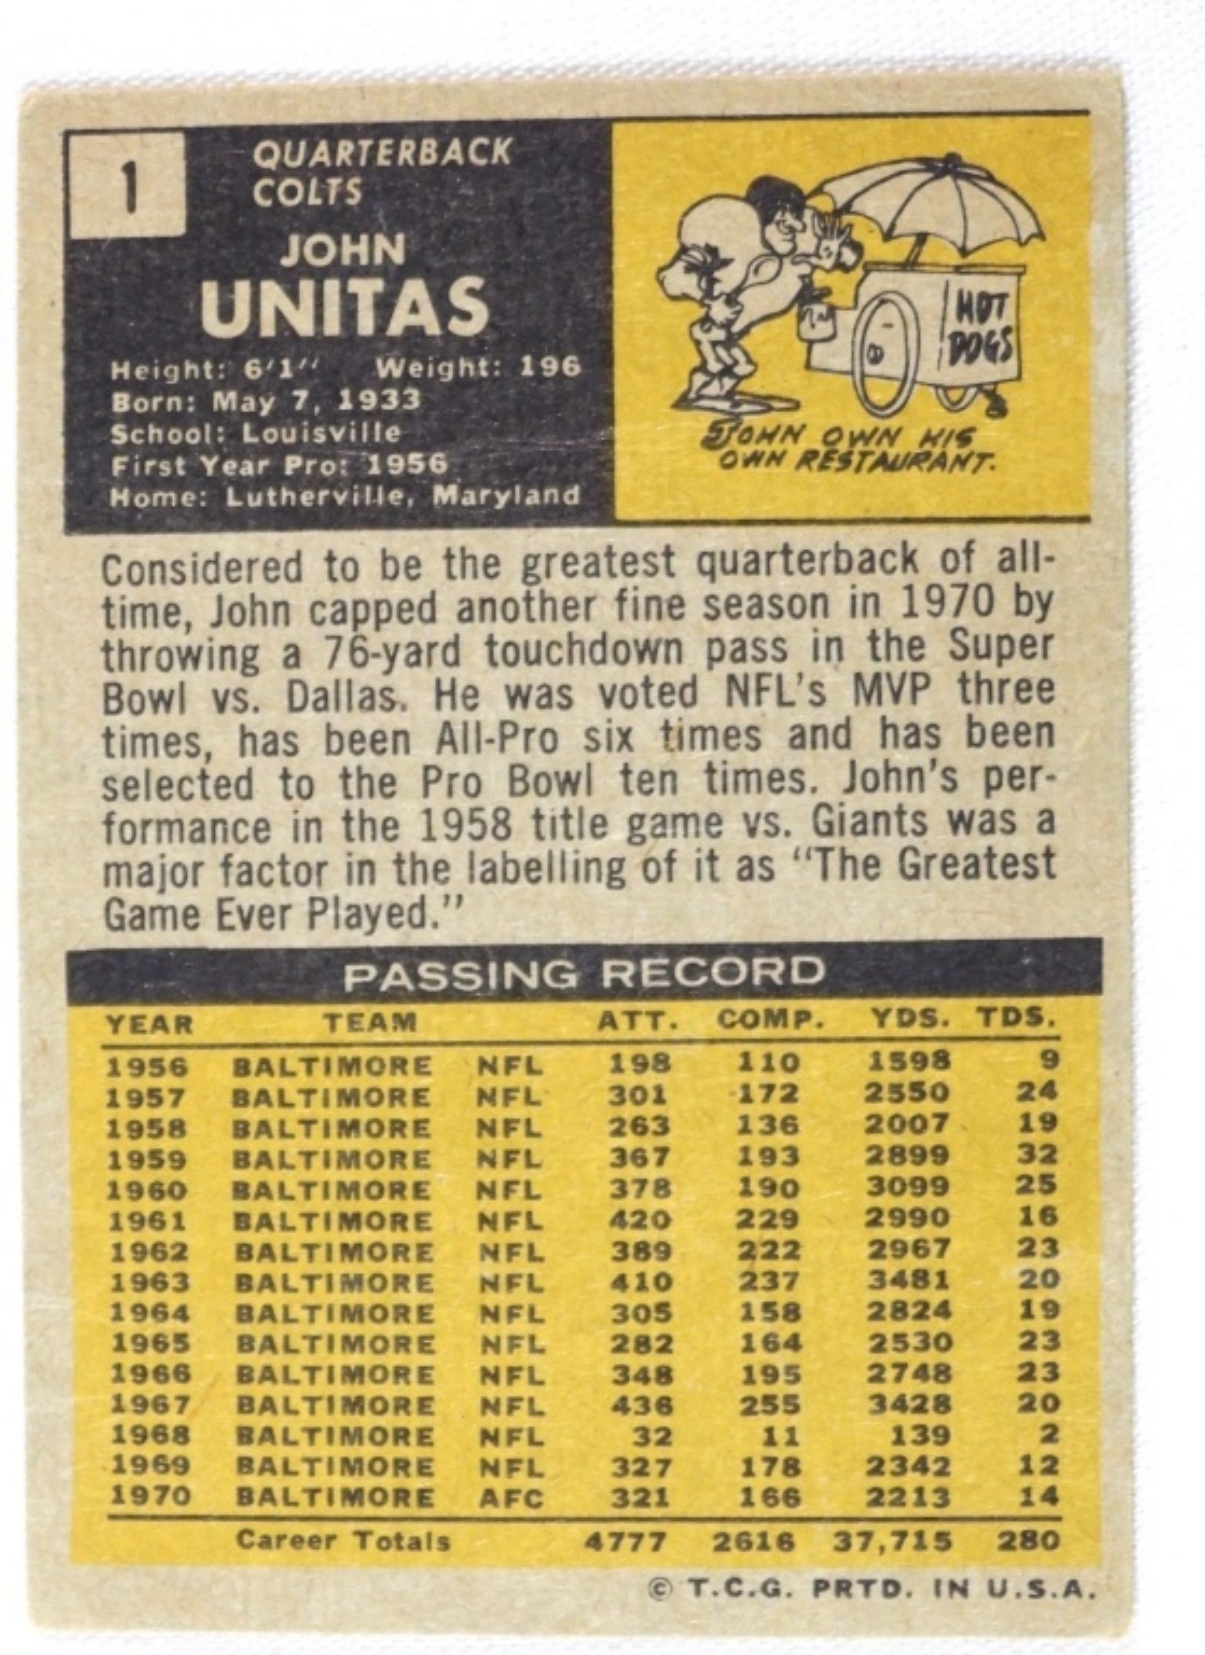 1
QUARTERBACK
COLTS
JOHN
UNITAS
Height: 6'1" Weight: 196
Born: May 7, 1933
School: Louisville
First Year Pro: 1956
Home: Lutherville, Maryland
HOT
DOGS
JOHN OWN HIS
OWN RESTAURANT.
Considered to be the greatest quarterback of all-
time, John capped another fine season in 1970 by
throwing a 76-yard touchdown pass in the Super
Bowl vs. Dallas. He was voted NFL's MVP three
times, has been All-Pro six times and has been
selected to the Pro Bowl ten times. John's per-
formance in the 1958 title game vs. Giants was a
major factor in the labelling of it as "The Greatest
Game Ever Played."
PASSING RECORD
YEAR TEAM ATT. COMP. YDS. TDS.
1956 BALTIMORE NFL 198 110 1598 9
1957 BALTIMORE NFL 301 172 2550 24
1958 BALTIMORE NFL 263 136 2007 19
1959 BALTIMORE NFL 367 193 2899 32
1960 BALTIMORE NFL 378 190 3099 25
1961 BALTIMORE NFL 420 229 2990 16
1962 BALTIMORE NFL 389 222 2967 23
1963 BALTIMORE NFL 410 237 3481 20
1964 BALTIMORE NFL 305 158 2824 19
1965 BALTIMORE NFL 282 164 2530 23
1966 BALTIMORE NFL 348 195 2748 23
1967 BALTIMORE NFL 436 255 3428 20
1968 BALTIMORE NFL 32 11 139 2
1969 BALTIMORE NFL 327 178 2342 12
1970 BALTIMORE AFC 321 166 2213 14
Career Totals 4777 2616 37,715 280
© T.C.G. PRTD. IN U.S.A.